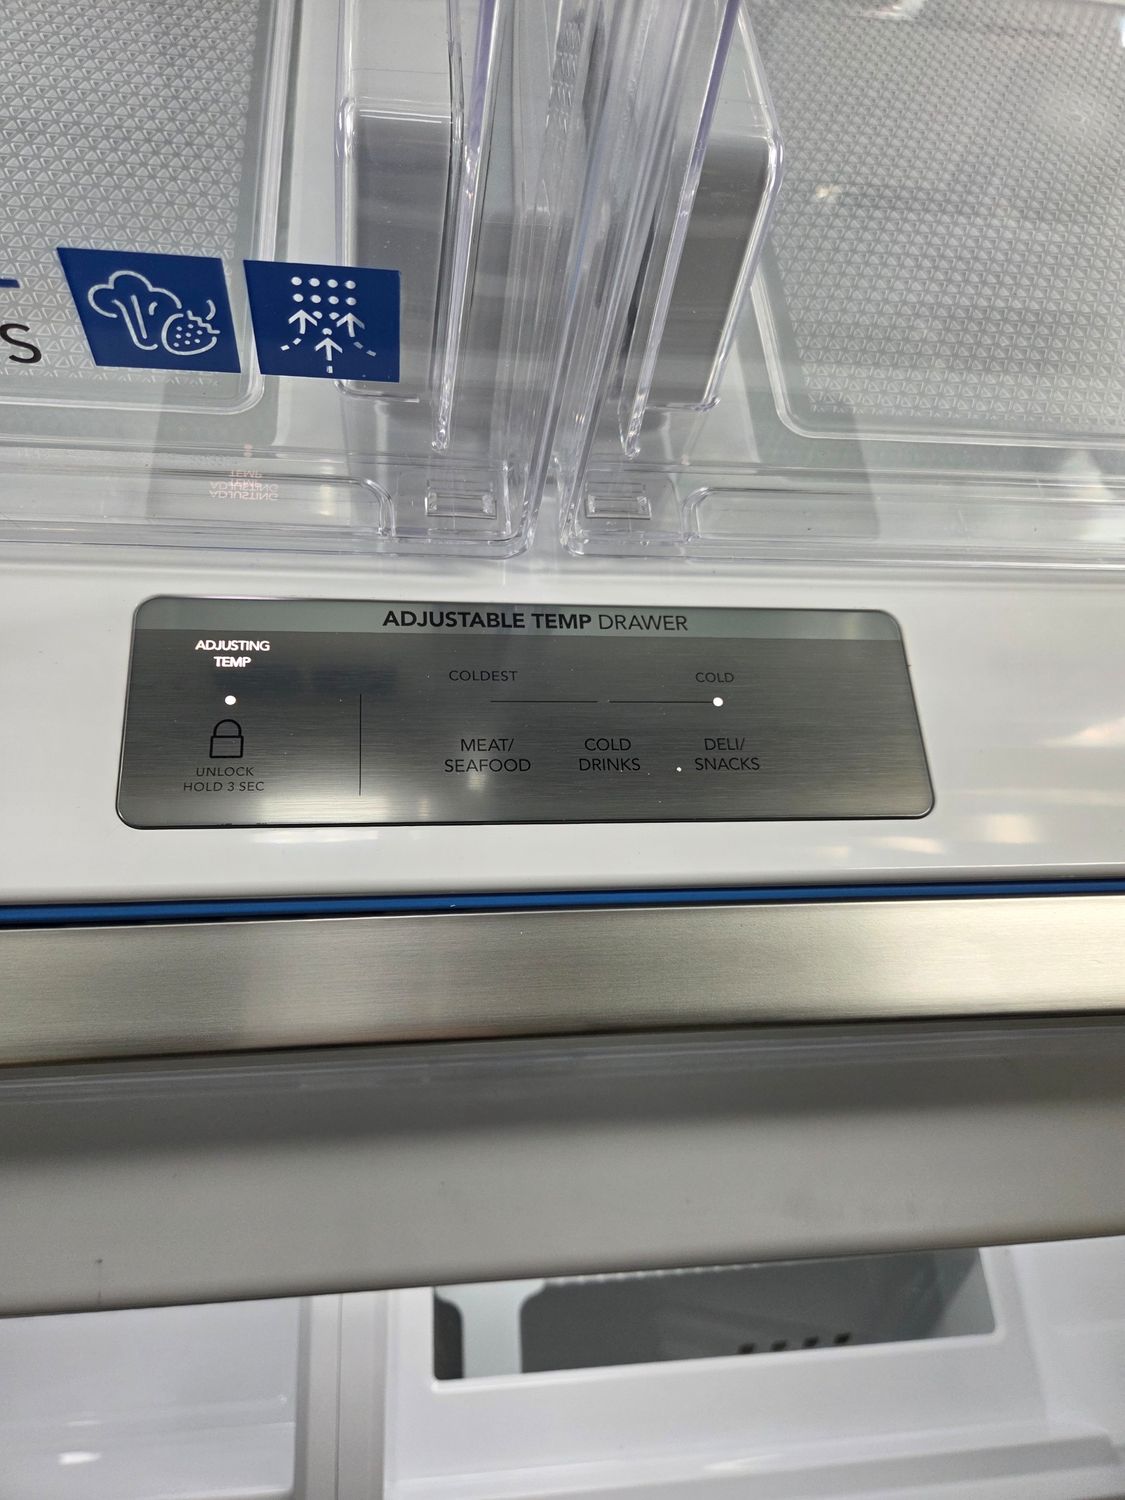 S
ADJUSTABLE TEMP DRAWER
ADJUSTING
TEMP
COLDEST
COLD
MEAT/
SEAFOOD
COLD
DRINKS
DELI/
SNACKS
UNLOCK
HOLD 3 SEC